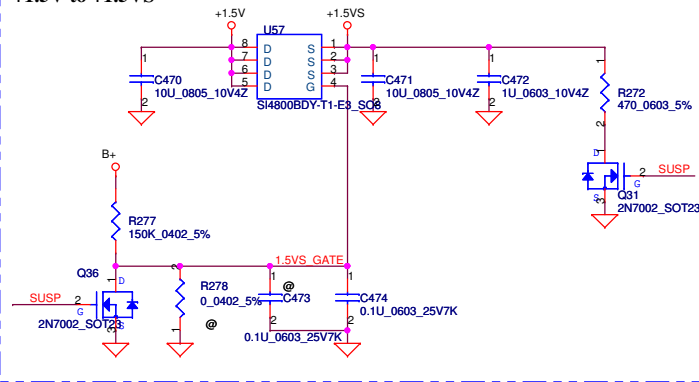 +1.5V
+1.5VS
U57
8 D S 1
7 D S 2
6 D S 3
5 D G 4
SI4800BDY-T1-E3_SO8
1
C470
10U_0805_10V4Z
2
1
C471
10U_0805_10V4Z
2
1
C472
1U_0603_10V4Z
2
1
R272
470_0603_5%
2
1
D
SUSP
2
G
S
3
Q31
2N7002_SOT23
B+
R277
150K_0402_5%
1.5VS_GATE
Q36
1
D
SUSP
2
G
S
3
2N7002_SOT23
2
R278
0_0402_5%
1
@
1
@
C473
2
0.1U_0603_25V7K
1
C474
0.1U_0603_25V7K
2